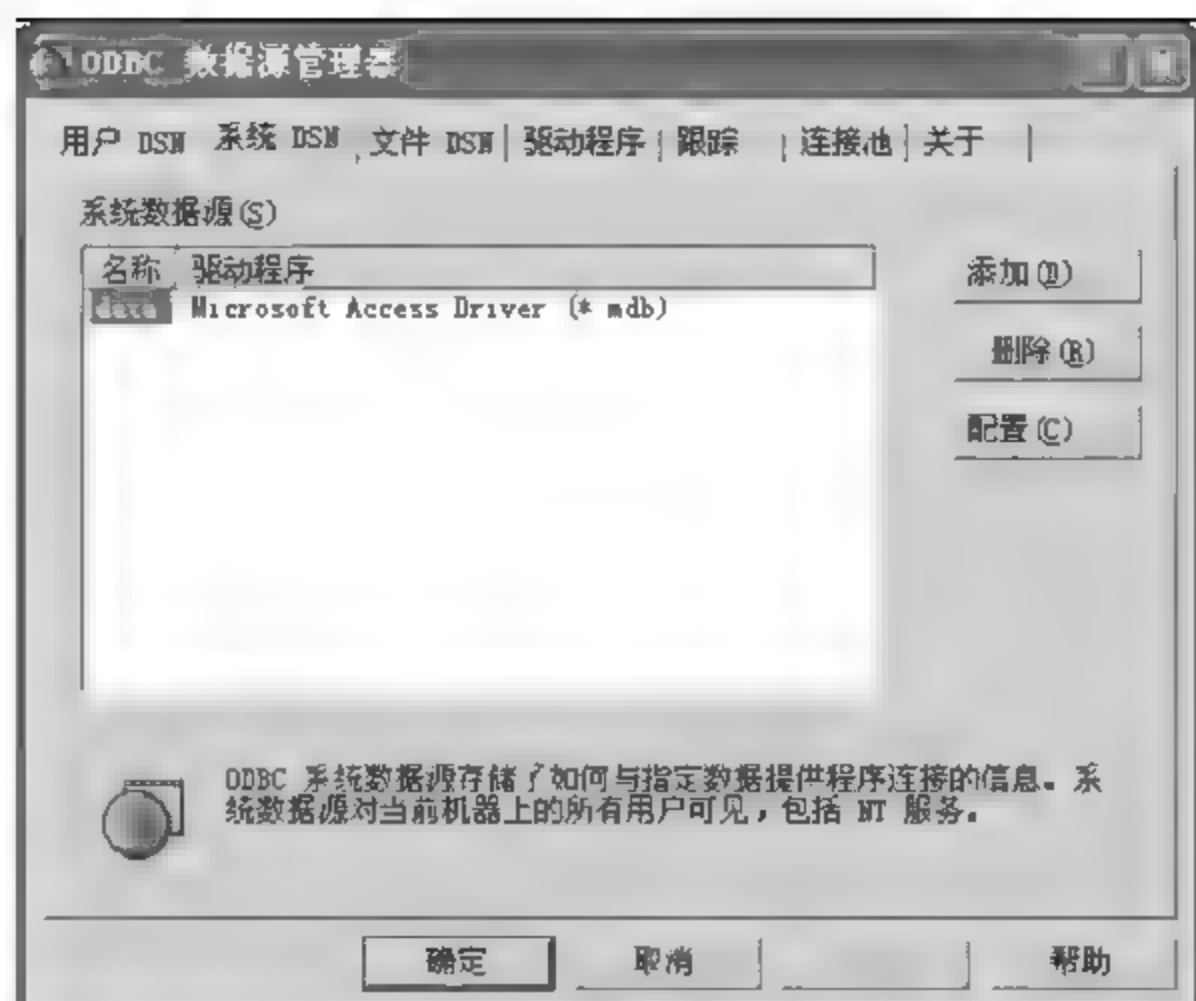 ODBC 数据源管理器
用户 DSN 系统 DSN 文件 DSN 驱动程序 跟踪 连接池 关于
系统数据源(S)
名称 驱动程序
data Microsoft Access Driver (* mdb)
添加(D)
删除(R)
配置(C)
ODBC 系统数据源存储了如何与指定数据提供程序连接的信息。系
统数据源对当前机器上的所有用户可见,包括 NT 服务。
确定 取消 帮助